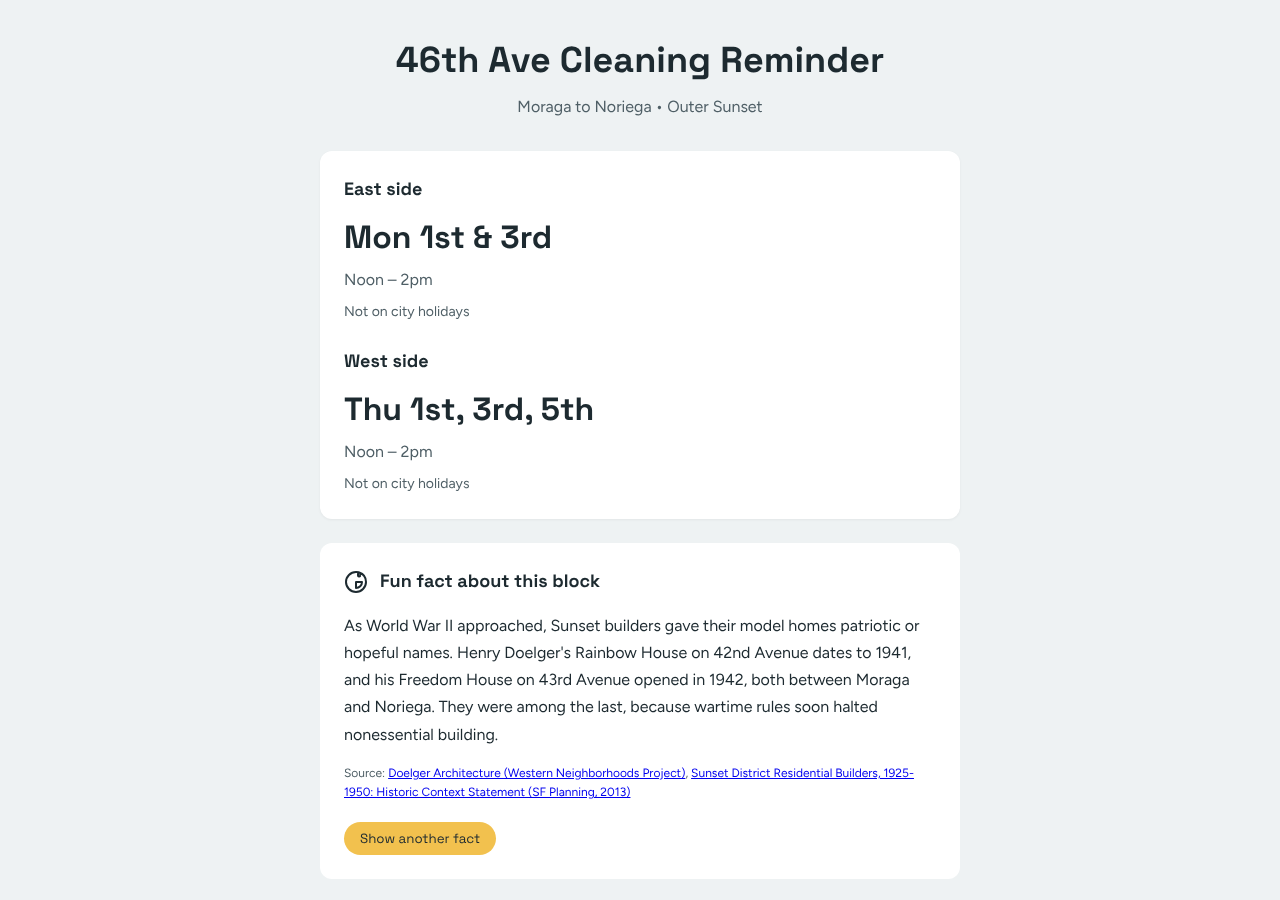 46th Ave Cleaning Reminder
Moraga to Noriega • Outer Sunset
East side
Mon 1st & 3rd
Noon – 2pm
Not on city holidays
West side
Thu 1st, 3rd, 5th
Noon – 2pm
Not on city holidays
Fun fact about this block
As World War II approached, Sunset builders gave their model homes patriotic or
hopeful names. Henry Doelger's Rainbow House on 42nd Avenue dates to 1941,
and his Freedom House on 43rd Avenue opened in 1942, both between Moraga
and Noriega. They were among the last, because wartime rules soon halted
nonessential building.
Source: Doelger Architecture (Western Neighborhoods Project), Sunset District Residential Builders, 1925-
1950: Historic Context Statement (SF Planning, 2013)
Show another fact